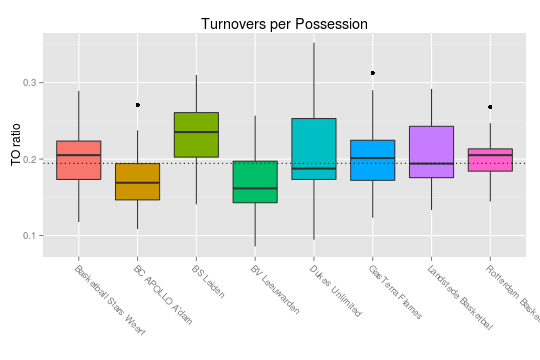 Turnovers per Possession
TO ratio
0.3
0.2
0.1
Basketball Stars Weert
BC APOLLO A'dam
BS Leiden
BV Leeuwarden
Dukes Unlimited
GasTerra Flames
Landstede Basketbal
Rotterdam Baske